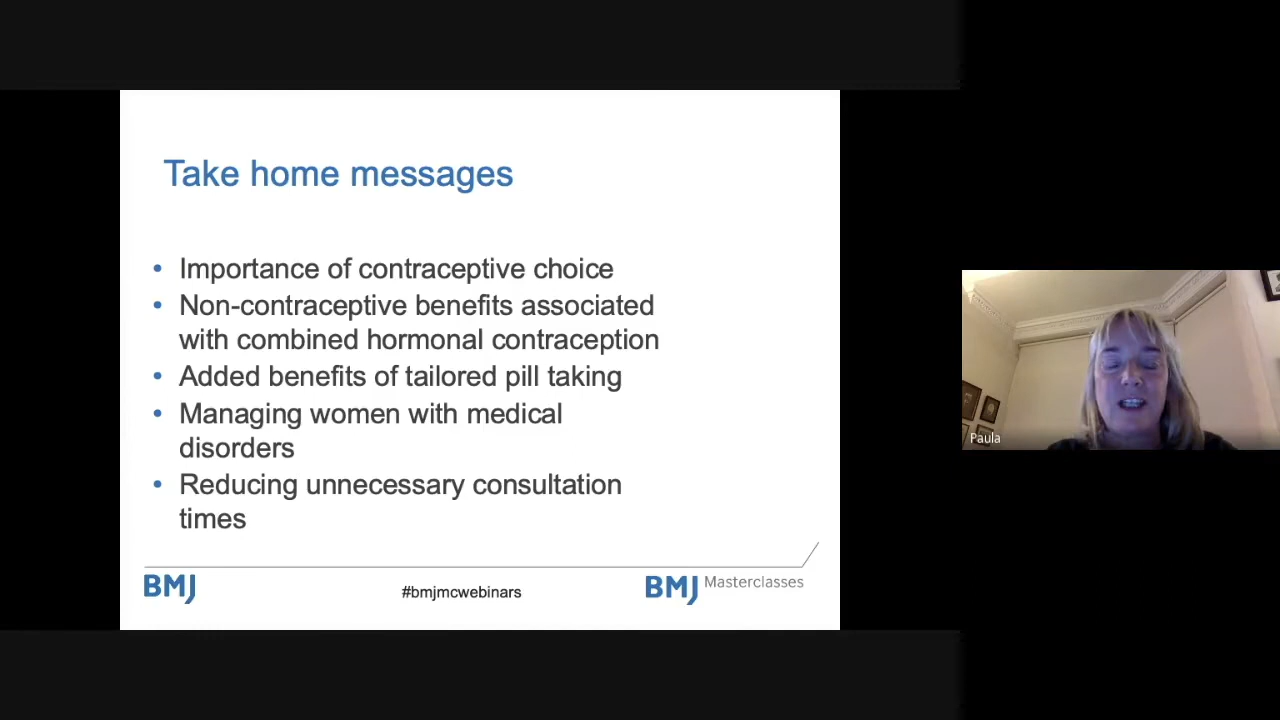 Take home messages
• Importance of contraceptive choice
• Non-contraceptive benefits associated
with combined hormonal contraception
• Added benefits of tailored pill taking
• Managing women with medical
disorders
• Reducing unnecessary consultation
times
BMJ
#bmjmcwebinars
BMJ Masterclasses
Paula